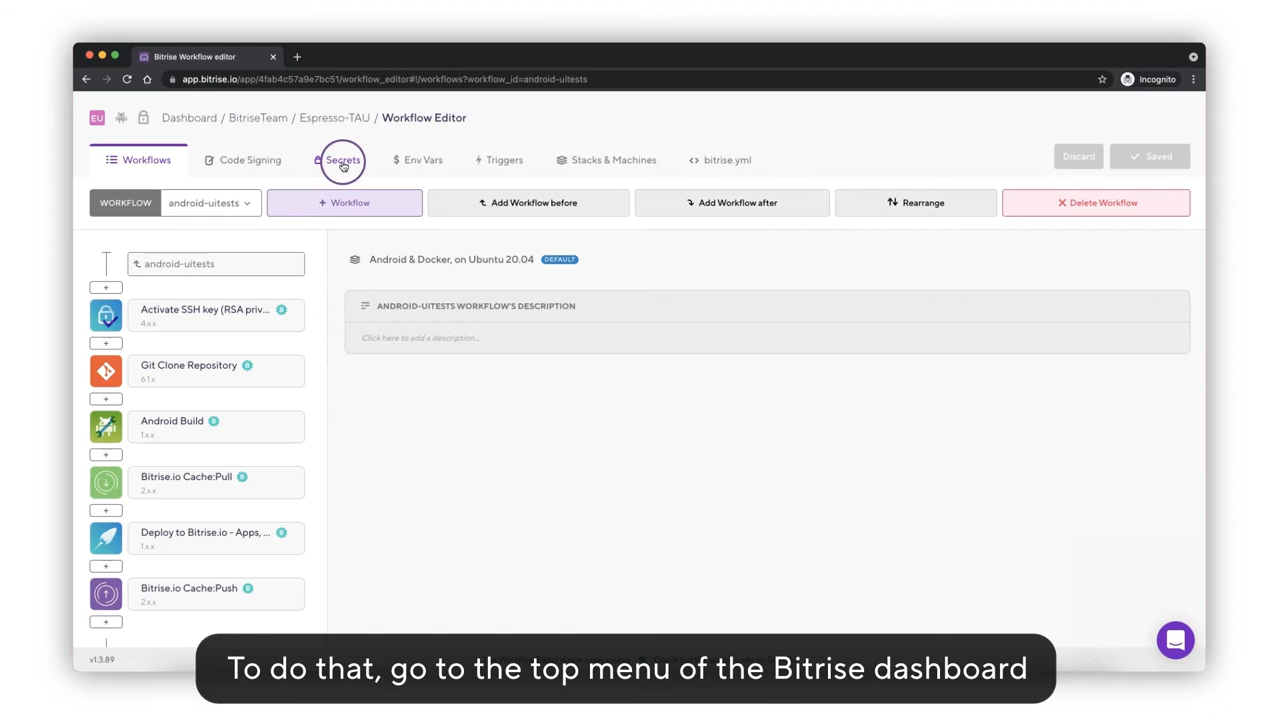 Bitrise Workflow editor
app.bitrise.io/app/4fab4c57a9e7bc51/workflow_editor#!/workflows?workflow_id=android-uitests
Incognito
EU
Dashboard / BitriseTeam / Espresso-TAU / Workflow Editor
Workflows
Code Signing
Secrets
Env Vars
Triggers
Stacks & Machines
<> bitrise.yml
Discard
Saved
WORKFLOW
android-uitests
+ Workflow
Add Workflow before
Add Workflow after
Rearrange
Delete Workflow
android-uitests
Android & Docker, on Ubuntu 20.04 DEFAULT
ANDROID-UITESTS WORKFLOW'S DESCRIPTION
Click here to add a description...
+
Activate SSH key (RSA priv... B
4.x.x
+
Git Clone Repository B
6.1.x
+
Android Build B
1.x.x
+
Bitrise.io Cache:Pull B
2.x.x
+
Deploy to Bitrise.io - Apps, ... B
1.x.x
+
Bitrise.io Cache:Push B
2.x.x
+
v1.3.89
To do that, go to the top menu of the Bitrise dashboard